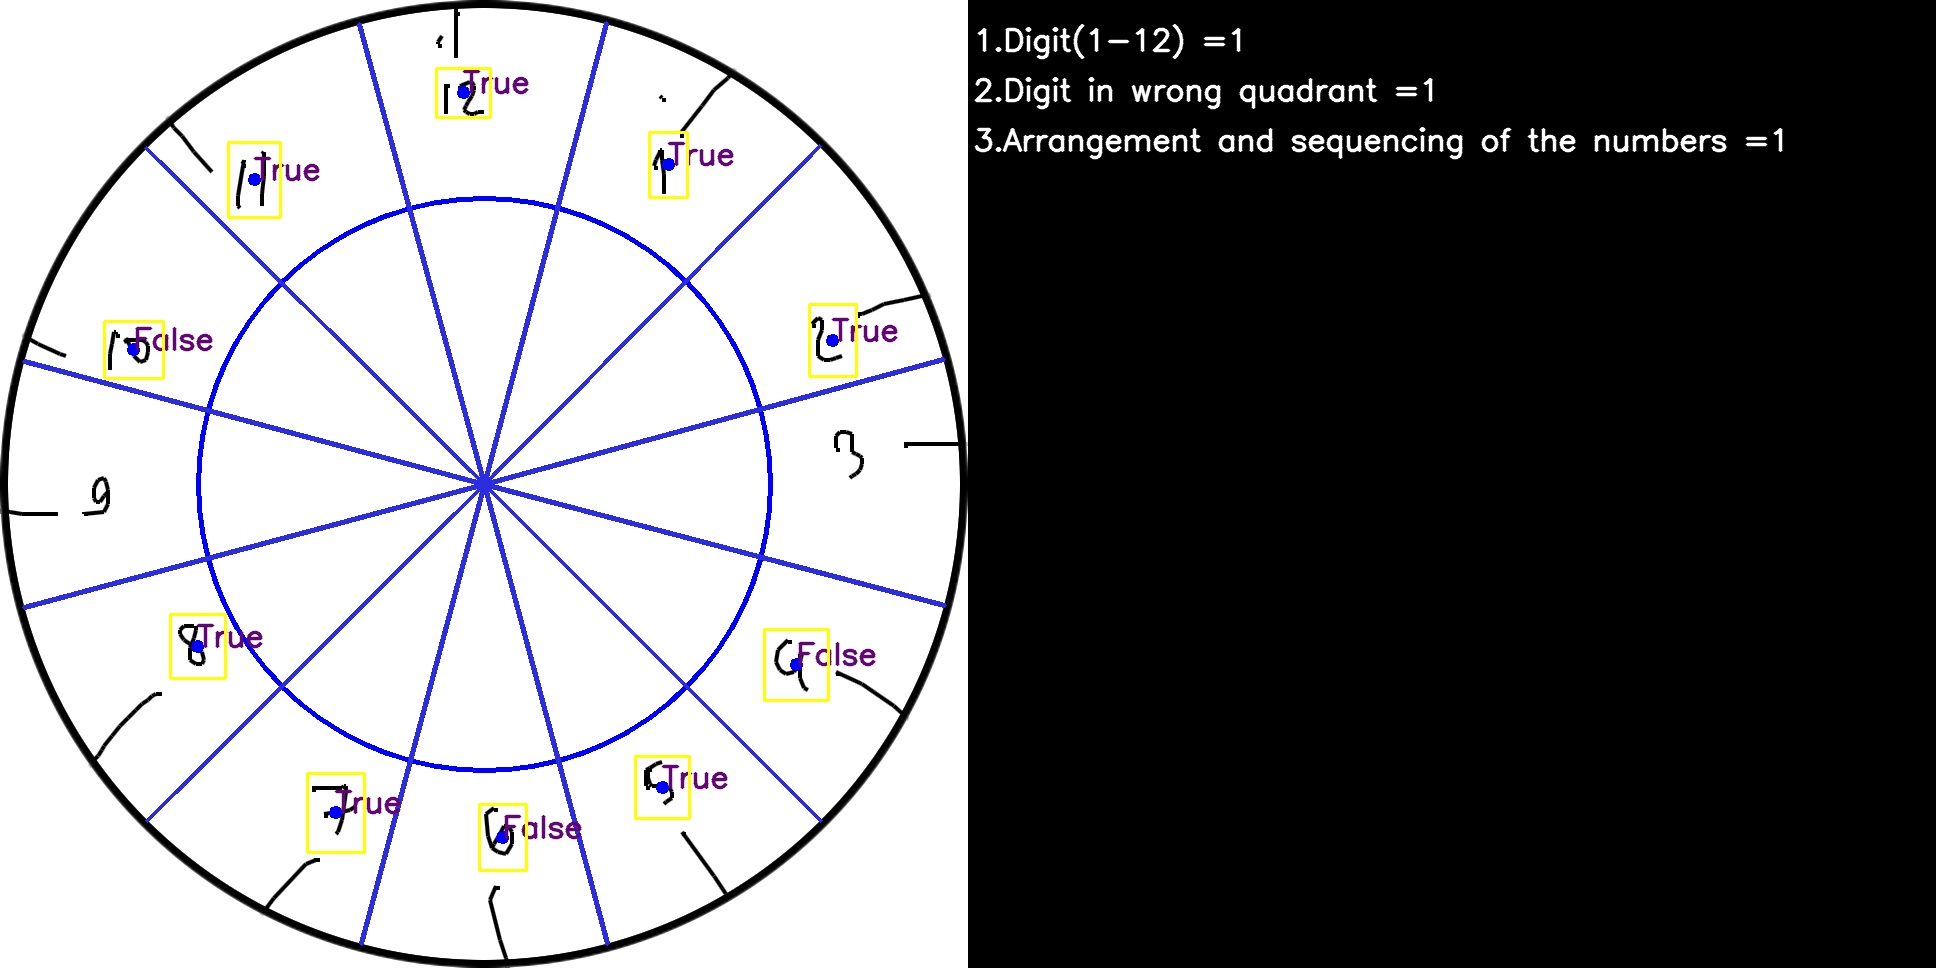 12 True
1 True
11 True
2 True
10 False
3
9
8 True
4 False
5 True
7 True
6 False
1.Digit(1-12) =1
2.Digit in wrong quadrant =1
3.Arrangement and sequencing of the numbers =1